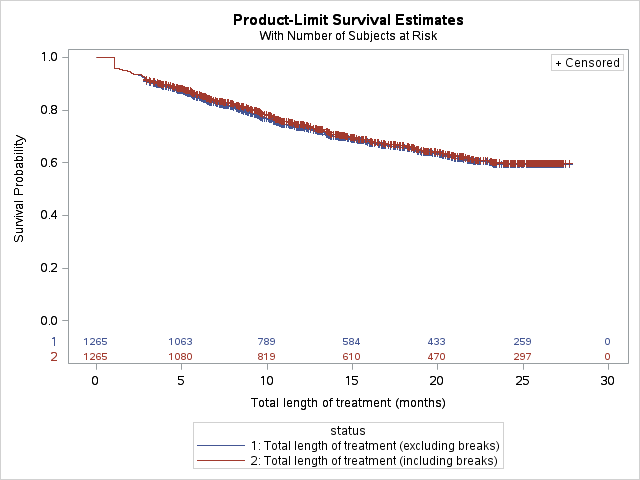 Product-Limit Survival Estimates
With Number of Subjects at Risk
+ Censored
1.0
0.8
0.6
0.4
0.2
0.0
Survival Probability
1 1265 1063 789 584 433 259 0
2 1265 1080 819 610 470 297 0
0 5 10 15 20 25 30
Total length of treatment (months)
status
1: Total length of treatment (excluding breaks)
2: Total length of treatment (including breaks)